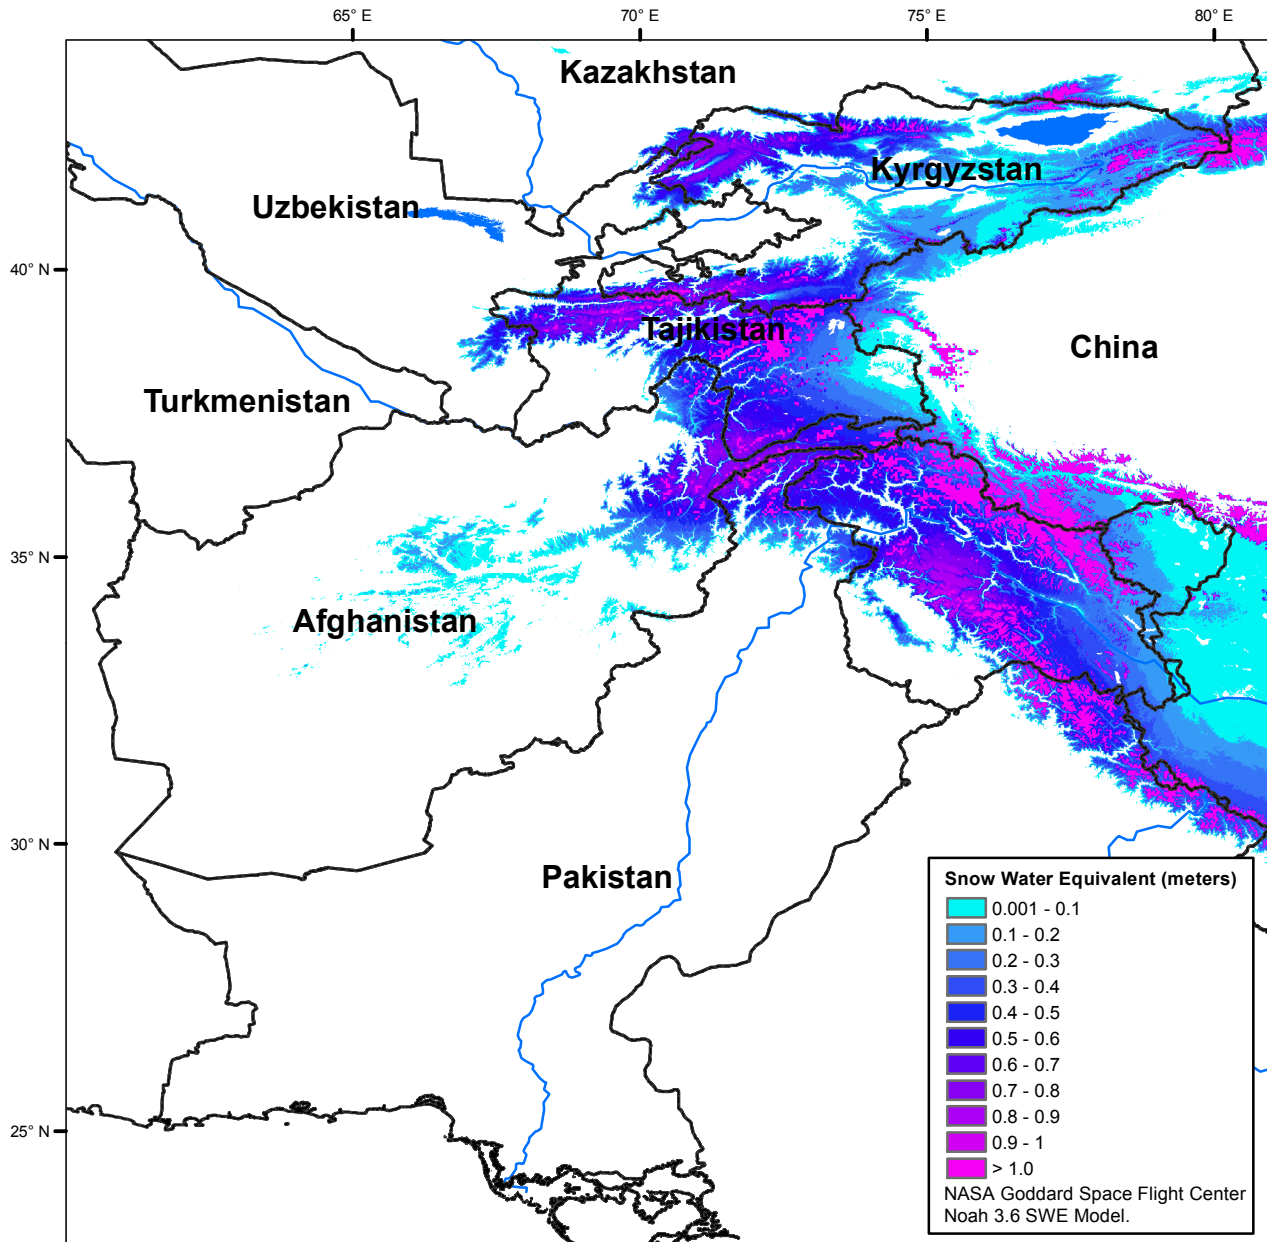 65° E
70° E
75° E
80° E
Kazakhstan
Kyrgyzstan
Uzbekistan
40° N
Tajikistan
China
Turkmenistan
35° N
Afghanistan
30° N
Pakistan
25° N
Snow Water Equivalent (meters)
0.001 - 0.1
0.1 - 0.2
0.2 - 0.3
0.3 - 0.4
0.4 - 0.5
0.5 - 0.6
0.6 - 0.7
0.7 - 0.8
0.8 - 0.9
0.9 - 1
> 1.0
NASA Goddard Space Flight Center
Noah 3.6 SWE Model.